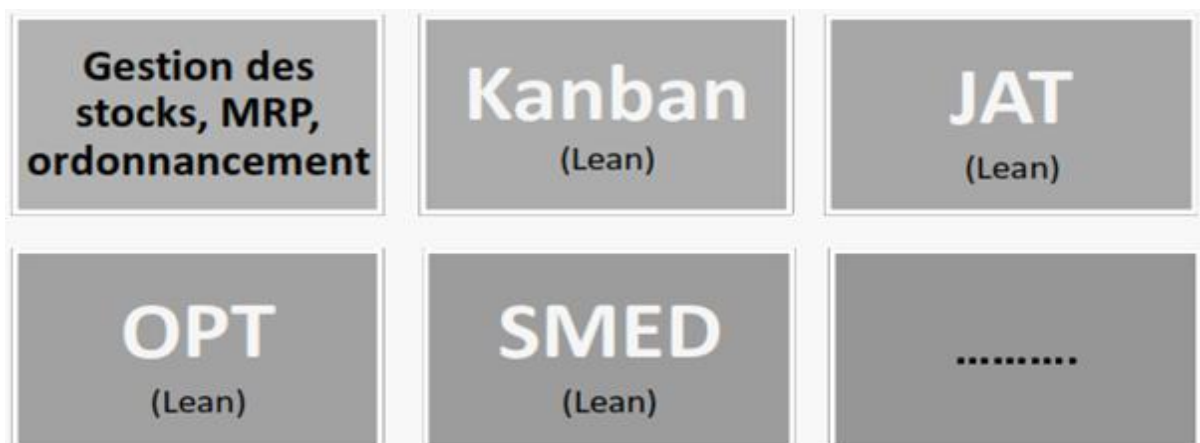 Gestion des
stocks, MRP,
ordonnancement
Kanban
(Lean)
JAT
(Lean)
OPT
(Lean)
SMED
(Lean)
..........